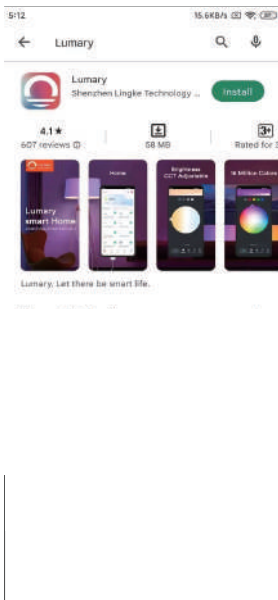 5:12
15.6KB/s
Lumary
Lumary
Shenzhen Lingke Technology ...
Install
4.1★
607 reviews
58 MB
3+
Rated for 3
Lumary
smart Home
Home
Brightness
CCT Adjustable
16 Million Colors
Lumary, Let there be smart life.